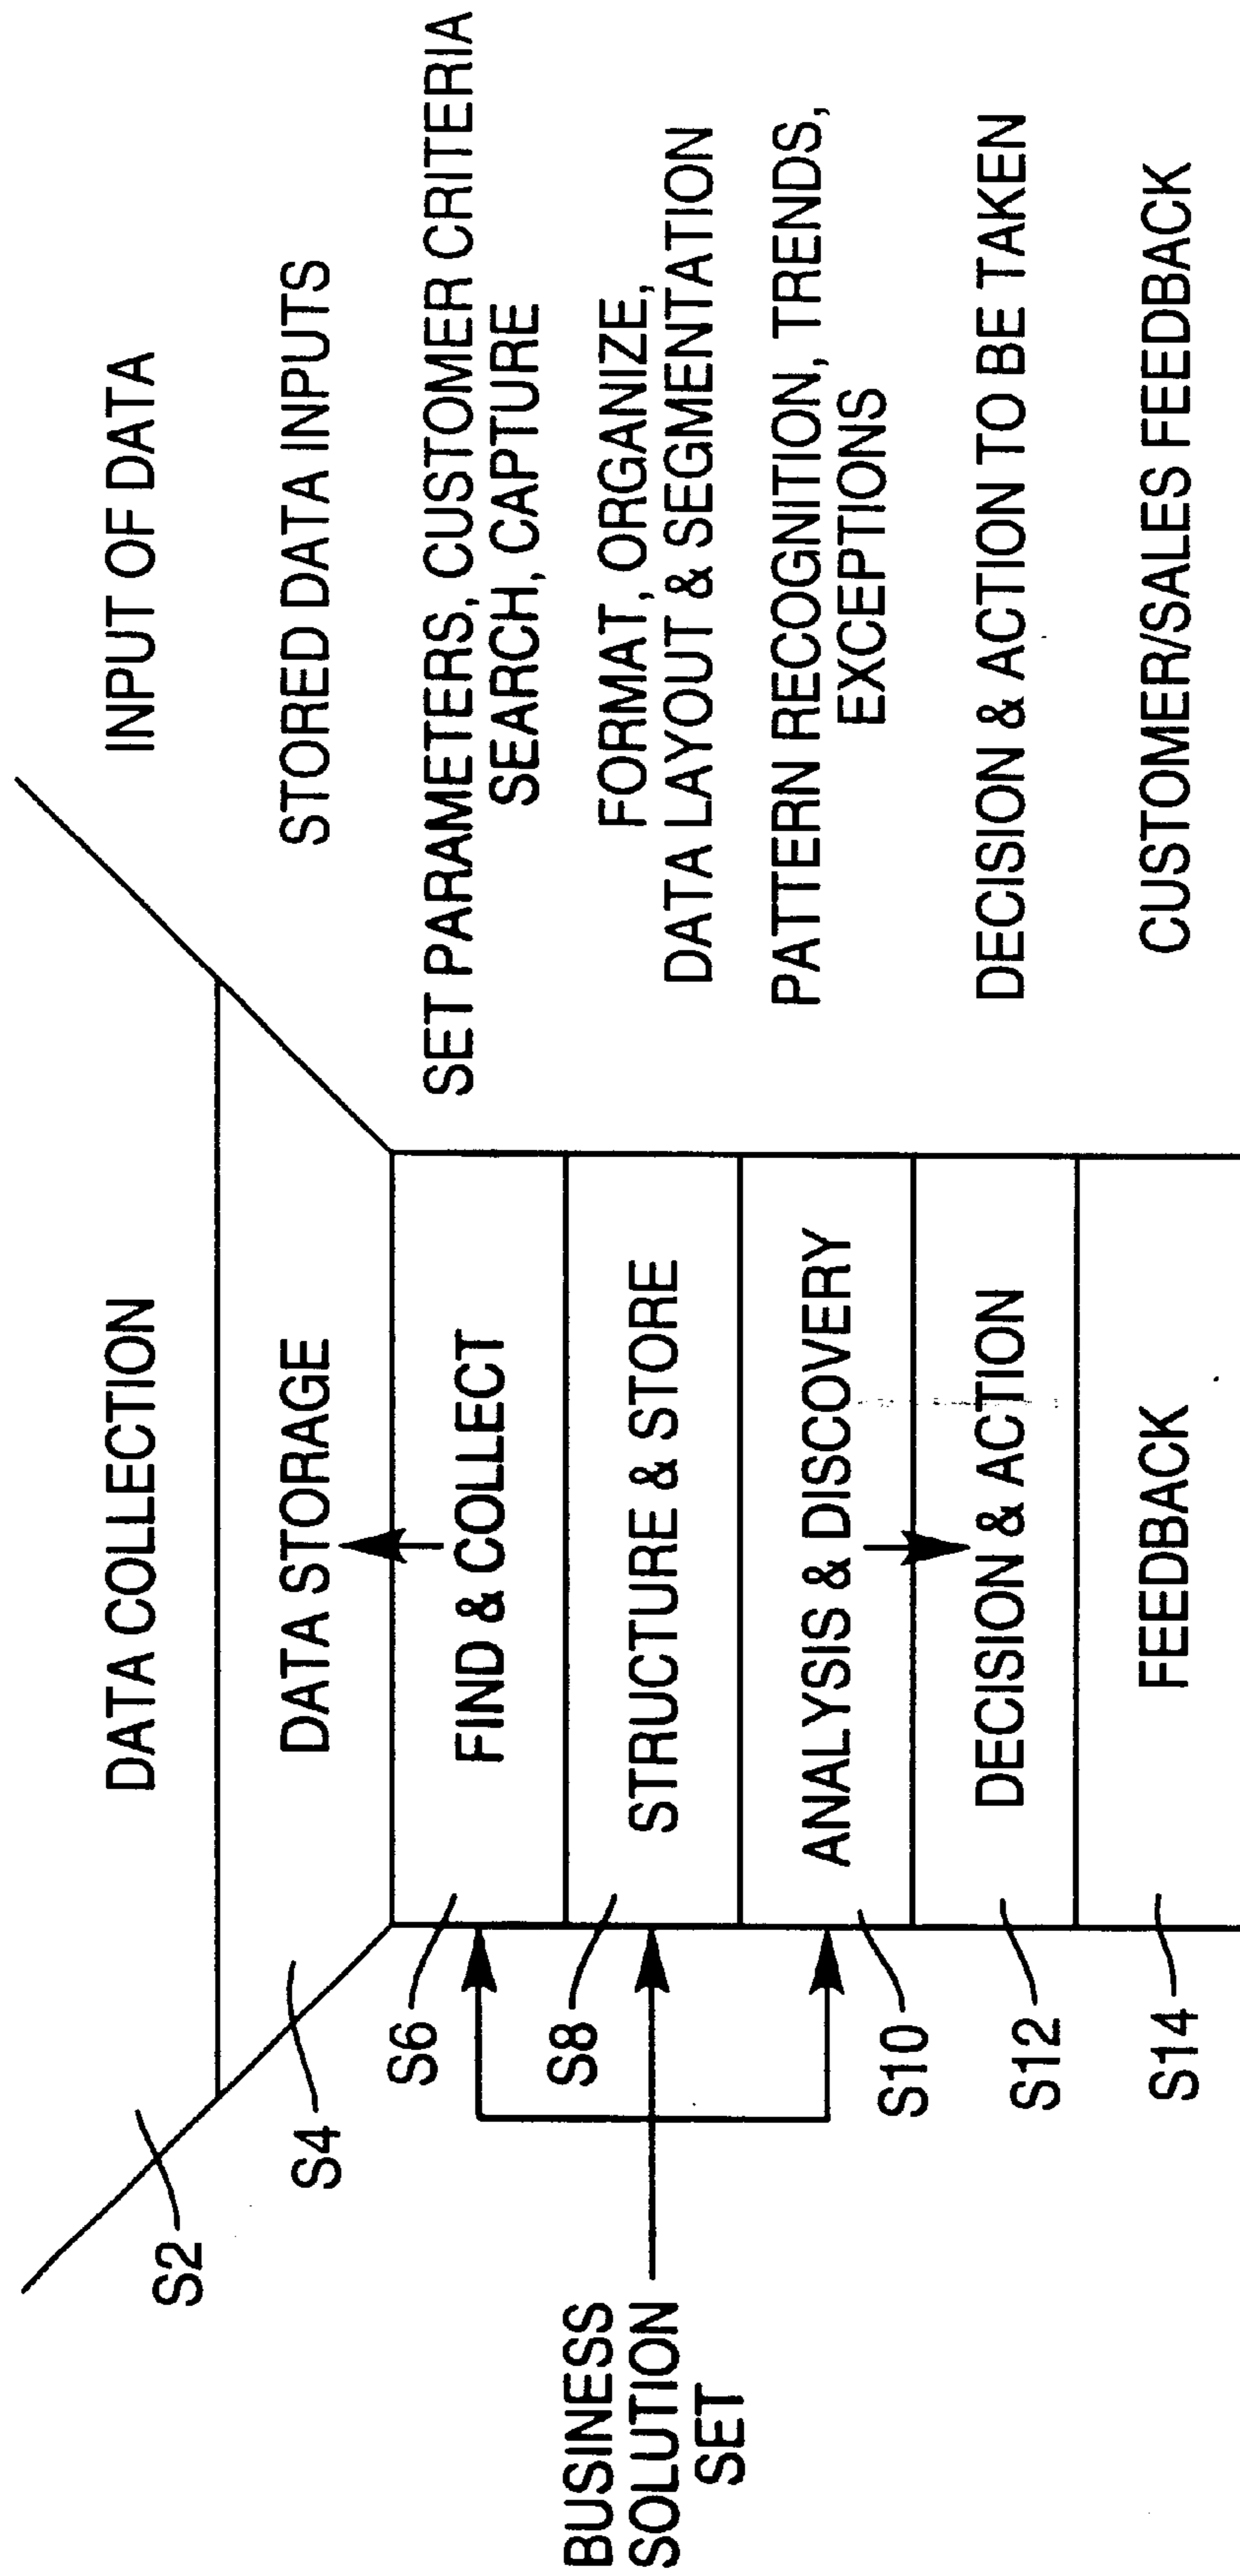 DATA COLLECTION
INPUT OF DATA
S2
DATA STORAGE
STORED DATA INPUTS
S4
FIND & COLLECT
SET PARAMETERS, CUSTOMER CRITERIA
SEARCH, CAPTURE
S6
STRUCTURE & STORE
FORMAT, ORGANIZE,
DATA LAYOUT & SEGMENTATION
S8
BUSINESS
SOLUTION
SET
ANALYSIS & DISCOVERY
PATTERN RECOGNITION, TRENDS,
EXCEPTIONS
S10
DECISION & ACTION
DECISION & ACTION TO BE TAKEN
S12
FEEDBACK
CUSTOMER/SALES FEEDBACK
S14